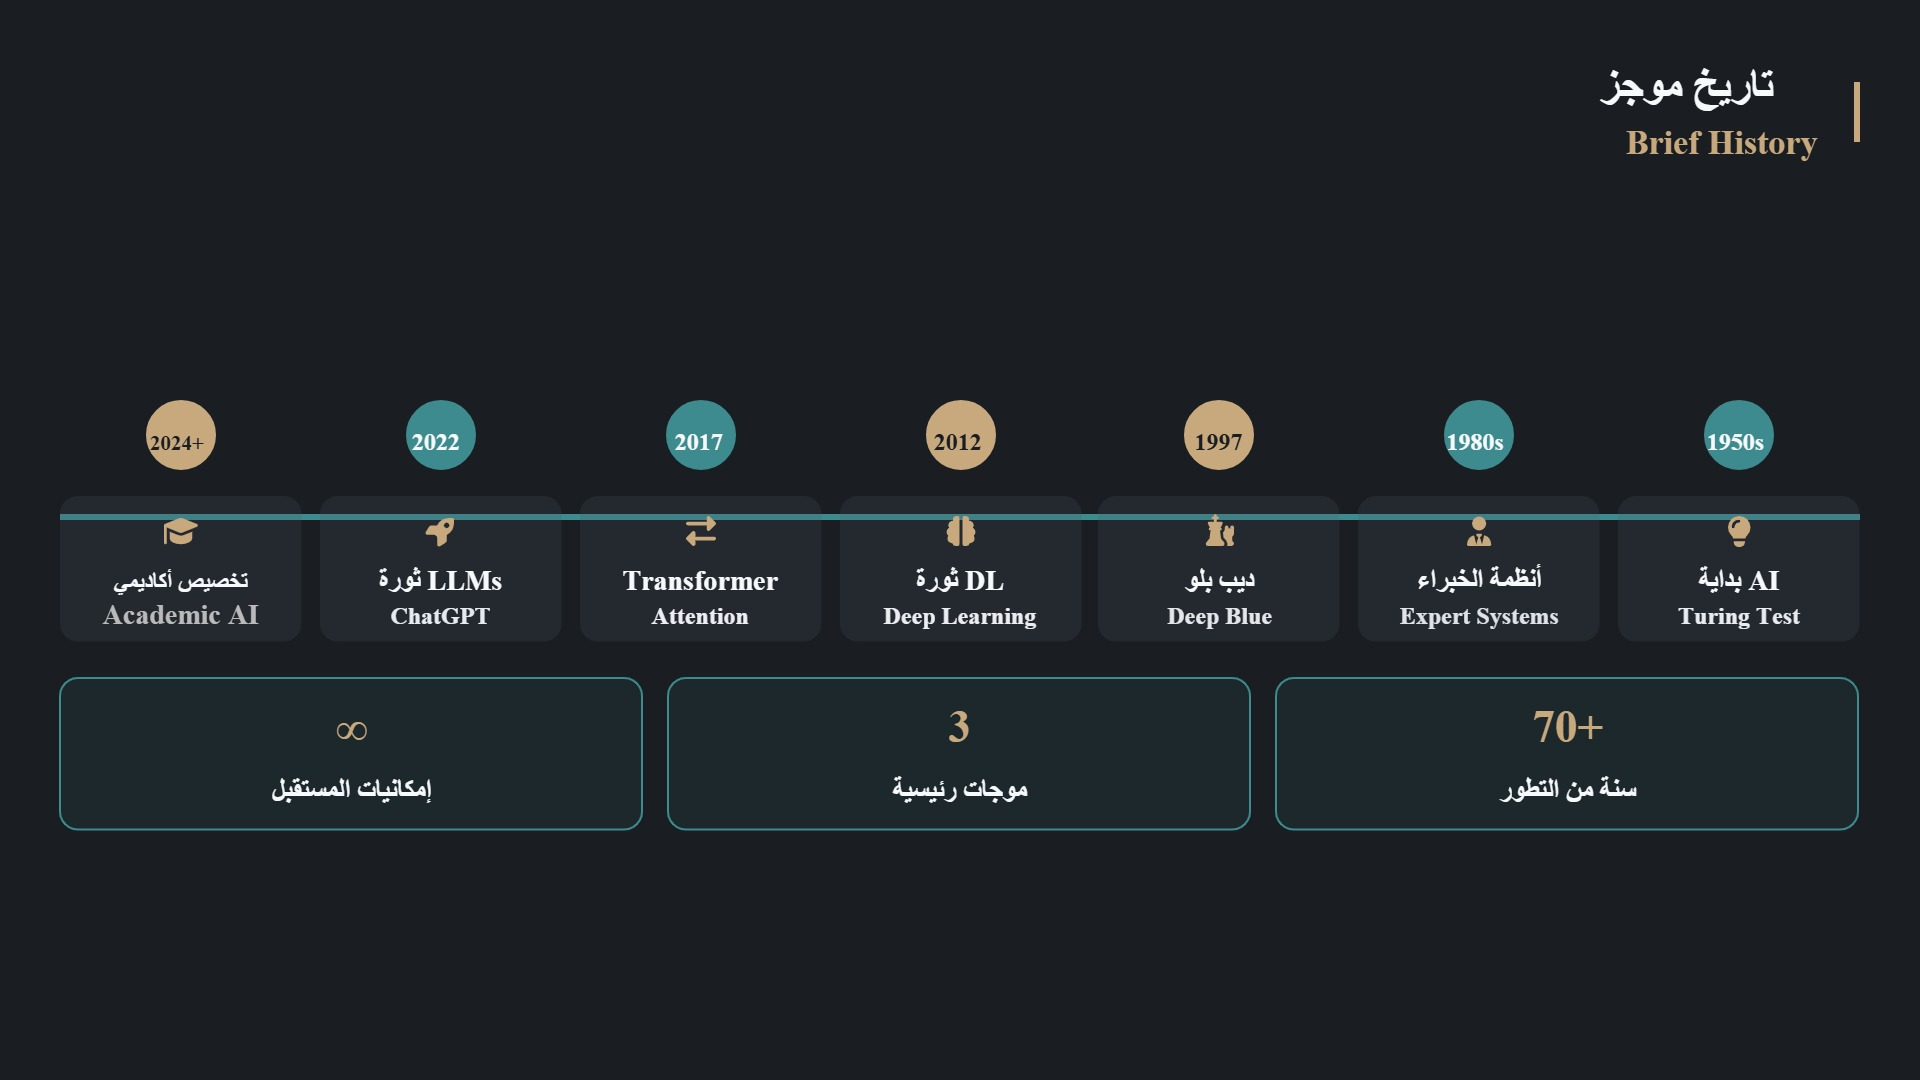 تاريخ موجز
Brief History
1950s
AI بداية
Turing Test
1980s
أنظمة الخبراء
Expert Systems
1997
ديب بلو
Deep Blue
2012
DL ثورة
Deep Learning
2017
Transformer
Attention
2022
LLMs ثورة
ChatGPT
2024+
تخصيص أكاديمي
Academic AI
70+
سنة من التطور
3
موجات رئيسية
∞
إمكانيات المستقبل